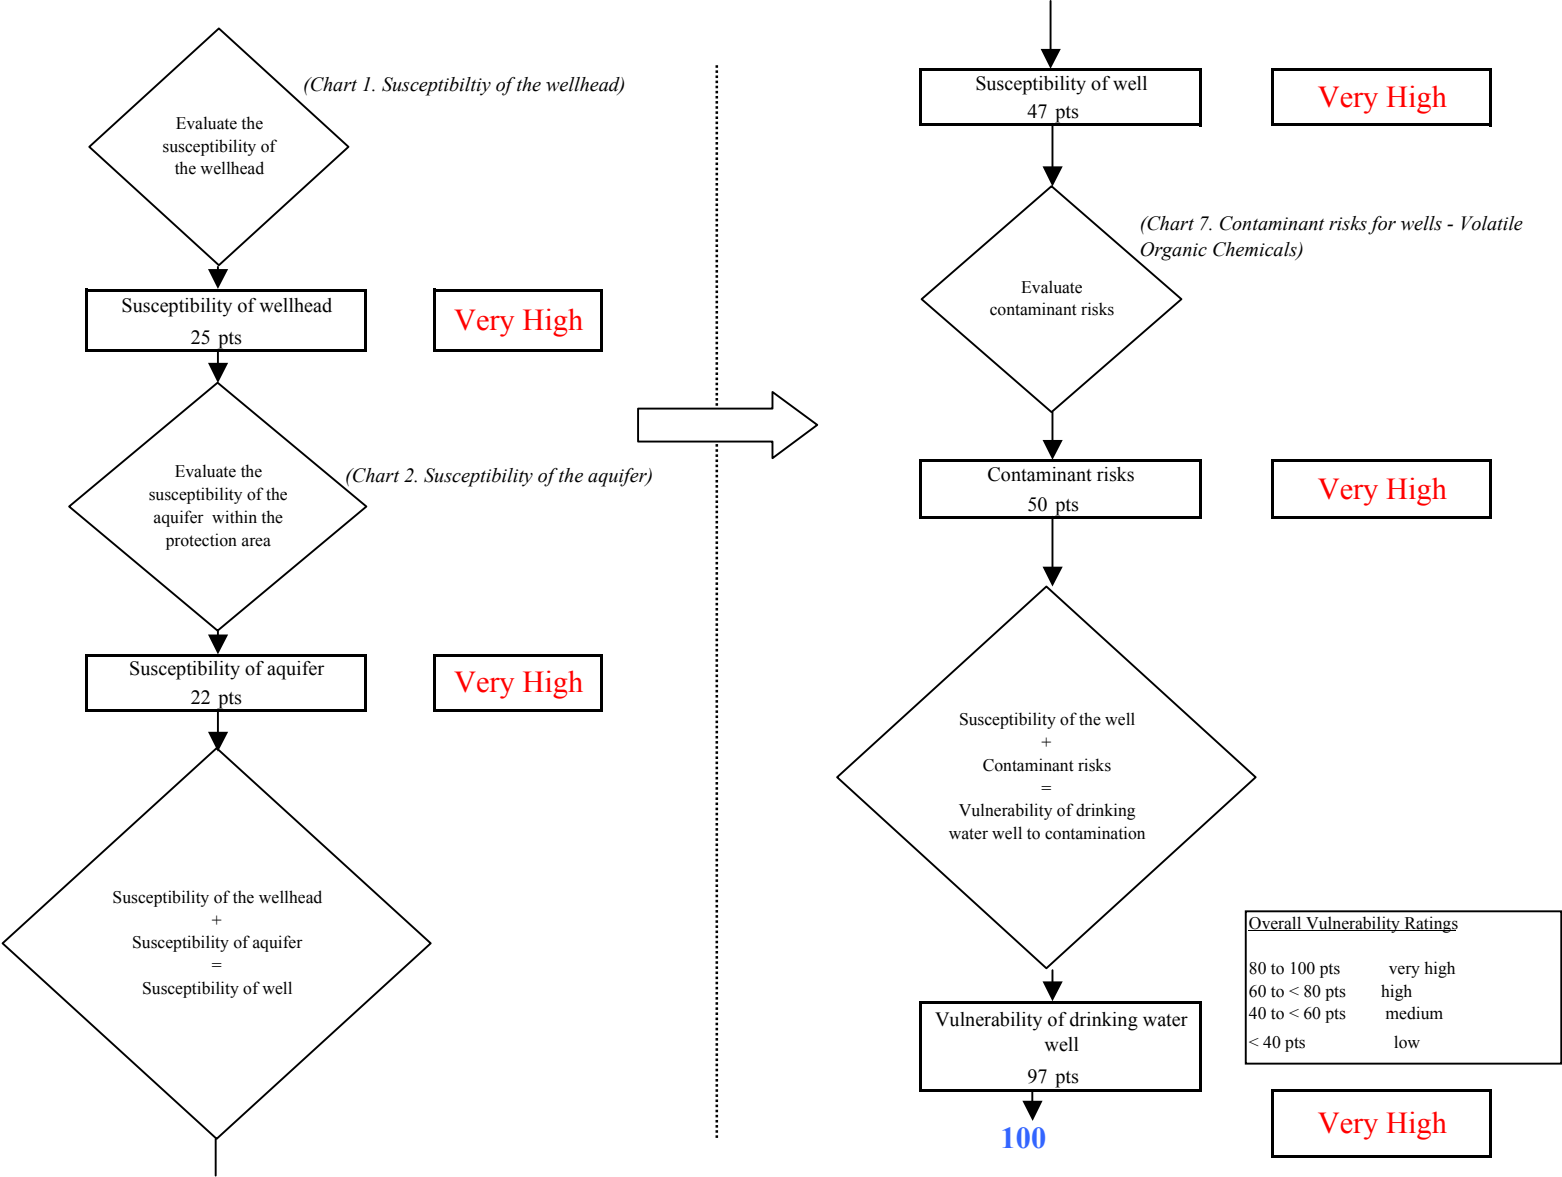 (Chart 1. Susceptibiltiy of the wellhead)
Evaluate the
susceptibility of
the wellhead
Susceptibility of wellhead
25 pts
Very High
(Chart 2. Susceptibility of the aquifer)
Evaluate the
susceptibility of the
aquifer within the
protection area
Susceptibility of aquifer
22 pts
Very High
Susceptibility of the wellhead
+
Susceptibility of aquifer
=
Susceptibility of well
Susceptibility of well
47 pts
Very High
(Chart 7. Contaminant risks for wells - Volatile
Organic Chemicals)
Evaluate
contaminant risks
Contaminant risks
50 pts
Very High
Susceptibility of the well
+
Contaminant risks
=
Vulnerability of drinking
water well to contamination
Overall Vulnerability Ratings
80 to 100 pts very high
60 to < 80 pts high
40 to < 60 pts medium
< 40 pts low
Vulnerability of drinking water
well
97 pts
100
Very High